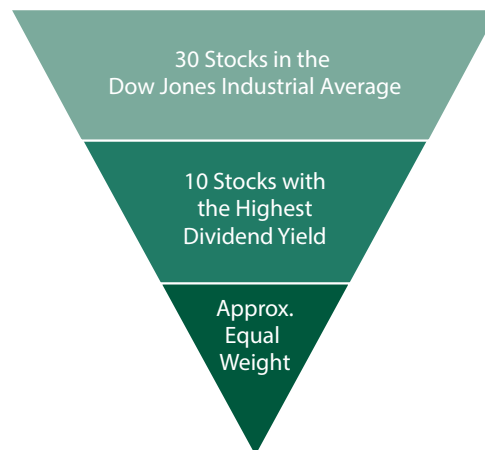 30 Stocks in the
Dow Jones Industrial Average
10 Stocks with
the Highest
Dividend Yield
Approx.
Equal
Weight